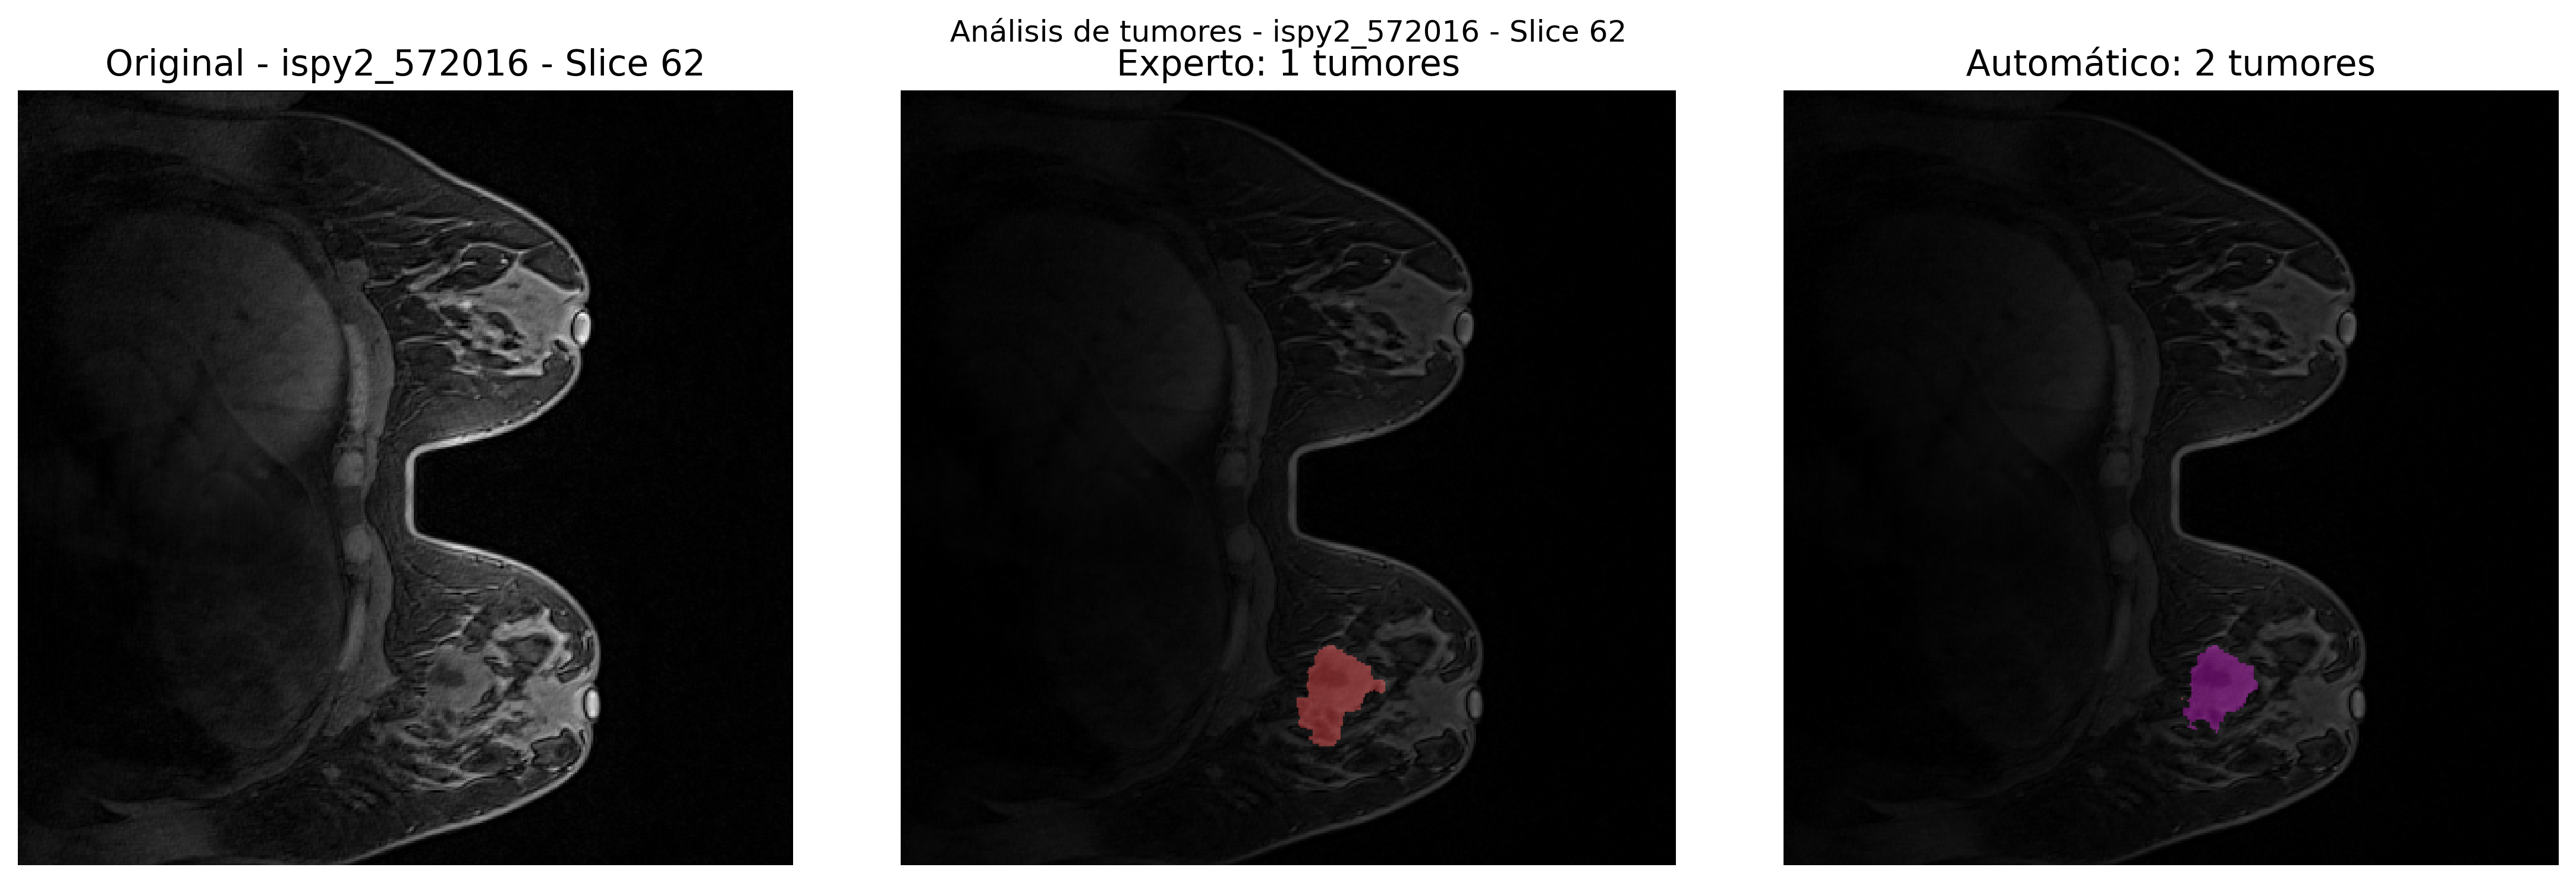 Análisis de tumores - ispy2_572016 - Slice 62
Original - ispy2_572016 - Slice 62
Experto: 1 tumores
Automático: 2 tumores